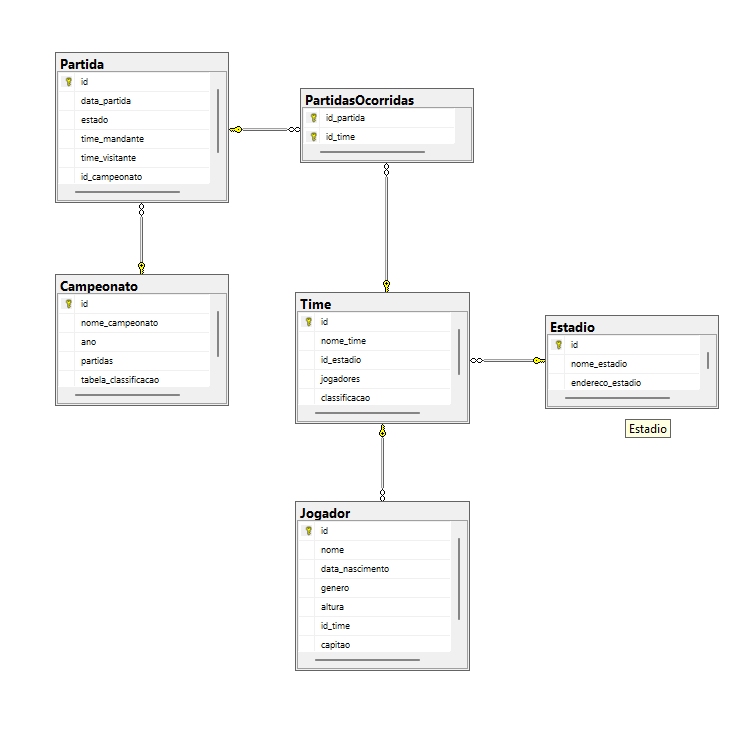 Partida
id
data_partida
estado
time_mandante
time_visitante
id_campeonato
PartidasOcorridas
id_partida
id_time
Campeonato
id
nome_campeonato
ano
partidas
tabela_classificacao
Time
id
nome_time
id_estadio
jogadores
classificacao
Estadio
id
nome_estadio
endereco_estadio
Estadio
Jogador
id
nome
data_nascimento
genero
altura
id_time
capitao